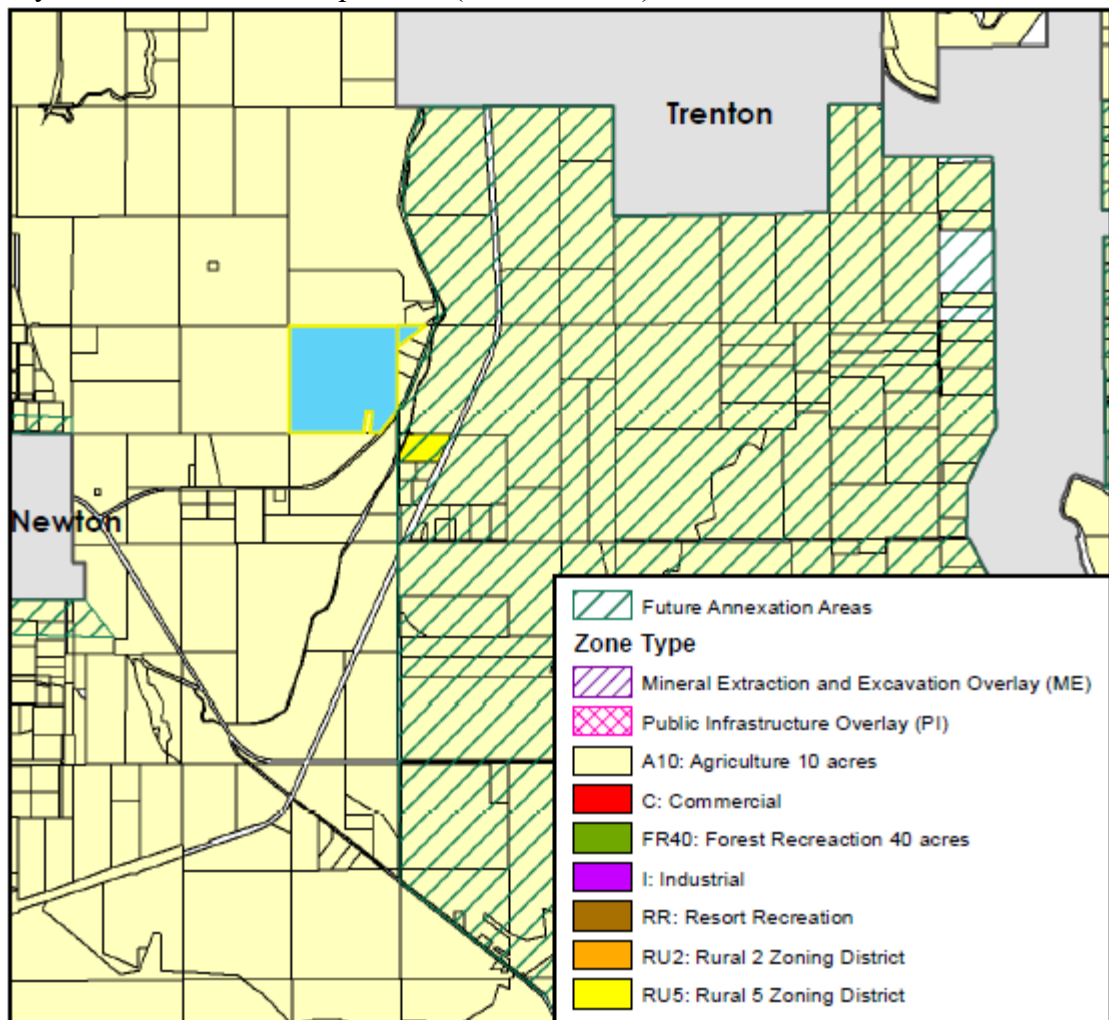 Trenton
Newton
Future Annexation Areas
Zone Type
Mineral Extraction and Excavation Overlay (ME)
Public Infrastructure Overlay (PI)
A10: Agriculture 10 acres
C: Commercial
FR40: Forest Recreaction 40 acres
I: Industrial
RR: Resort Recreation
RU2: Rural 2 Zoning District
RU5: Rural 5 Zoning District